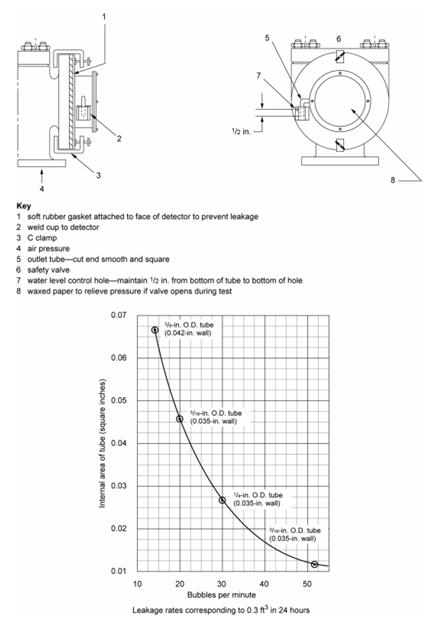 1
2
3
4
5
6
7
1/2 in.
8
Key
1 soft rubber gasket attached to face of detector to prevent leakage
2 weld cup to detector
3 C clamp
4 air pressure
5 outlet tube—cut end smooth and square
6 safety valve
7 water level control hole—maintain 1/2 in. from bottom of tube to bottom of hole
8 waxed paper to relieve pressure if valve opens during test
0.07
0.06
0.05
0.04
0.03
0.02
0.01
Internal area of tube (square inches)
3/8-in. O.D. tube
(0.042-in. wall)
5/16-in. O.D. tube
(0.035-in. wall)
1/4-in. O.D. tube
(0.035-in. wall)
3/16-in. O.D. tube
(0.035-in. wall)
10 20 30 40 50
Bubbles per minute
Leakage rates corresponding to 0.3 ft³ in 24 hours